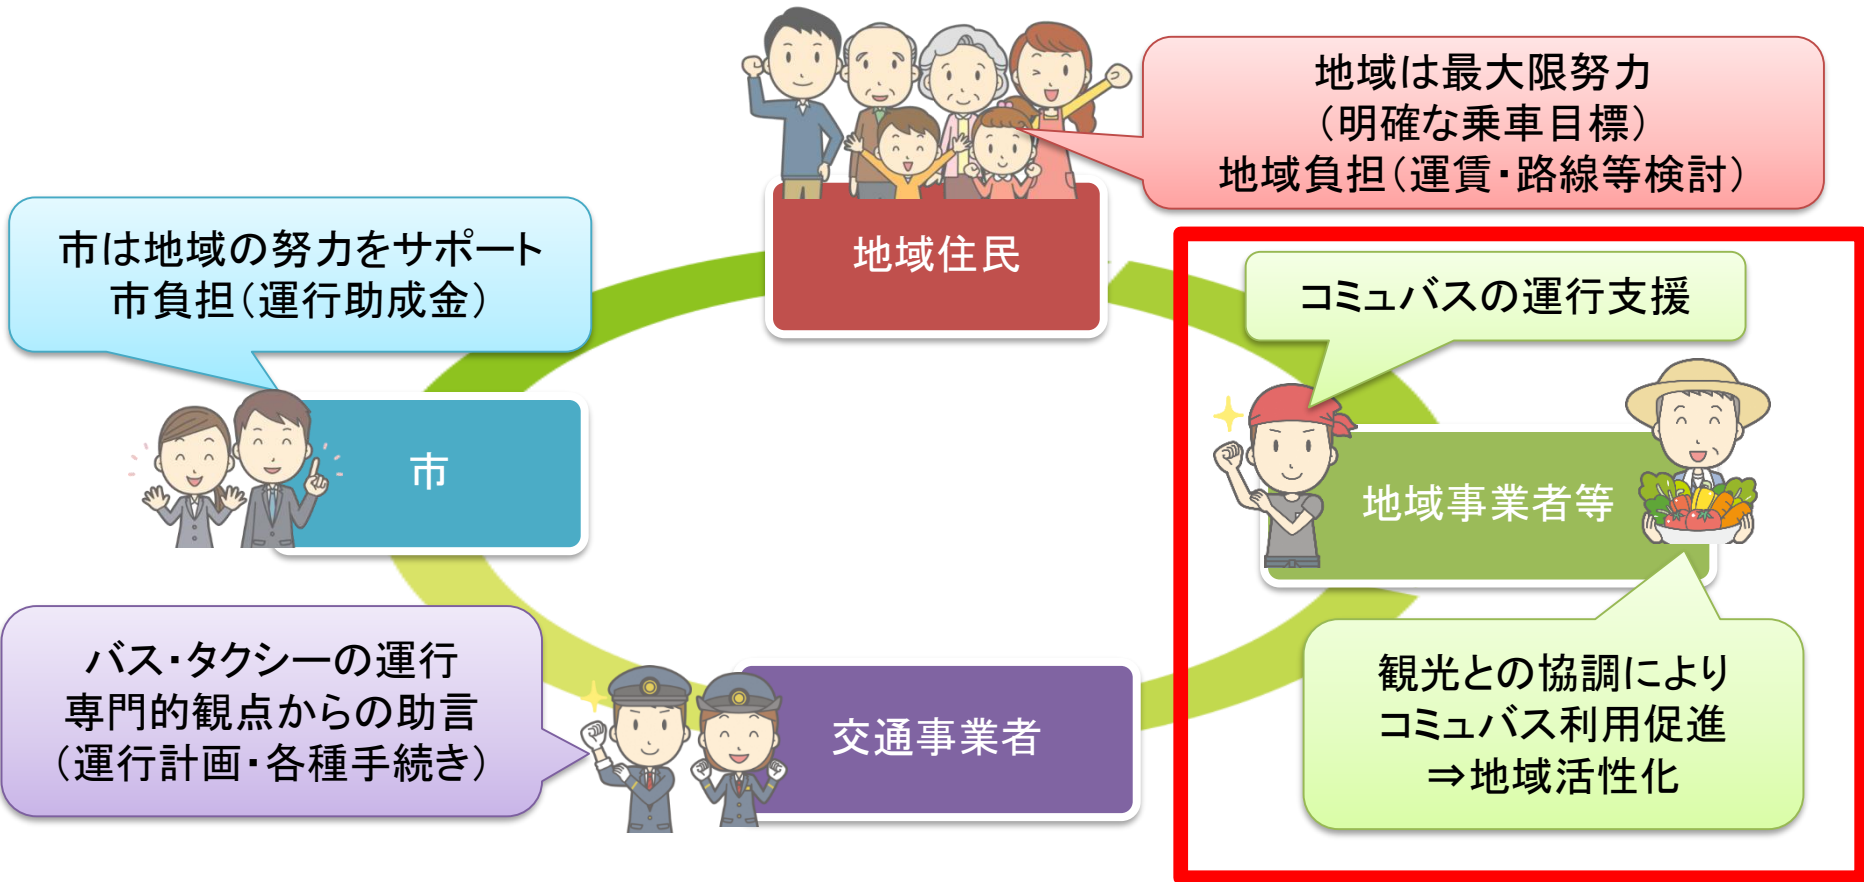 地域は最大限努力
（明確な乗車目標）
地域負担（運賃・路線等検討）
地域住民
市は地域の努力をサポート
市負担（運行助成金）
市
コミュバスの運行支援
地域事業者等
観光との協調により
コミュバス利用促進
⇒地域活性化
バス・タクシーの運行
専門的観点からの助言
（運行計画・各種手続き）
交通事業者